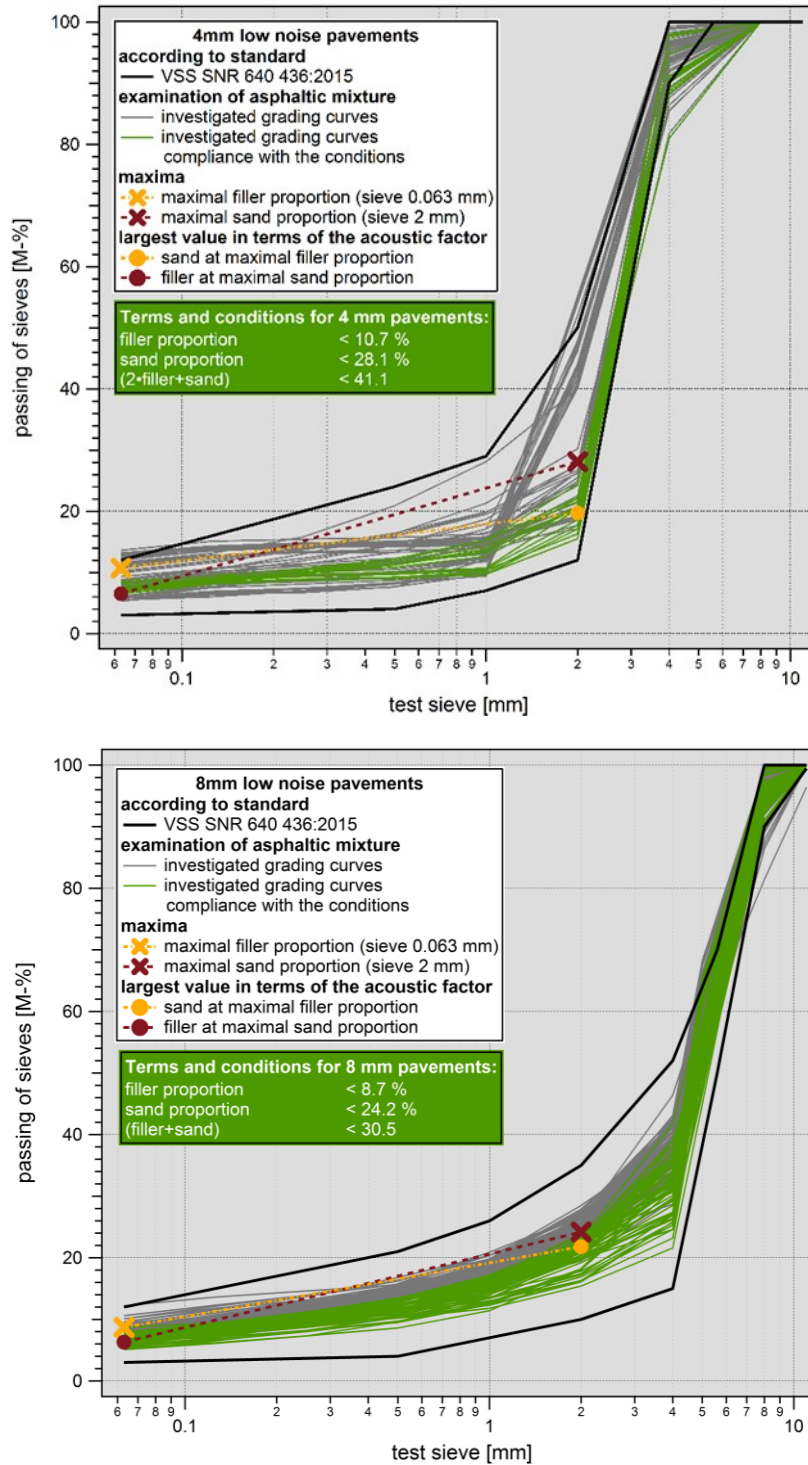 100
80
60
40
20
0
passing of sieves [M-%]
4mm low noise pavements
according to standard
VSS SNR 640 436:2015
examination of asphaltic mixture
investigated grading curves
investigated grading curves
compliance with the conditions
maxima
maximal filler proportion (sieve 0.063 mm)
maximal sand proportion (sieve 2 mm)
largest value in terms of the acoustic factor
sand at maximal filler proportion
filler at maximal sand proportion
Terms and conditions for 4 mm pavements:
filler proportion < 10.7 %
sand proportion < 28.1 %
(2•filler+sand) < 41.1
6 7 8 9 0.1 2 3 4 5 6 7 8 9 1 2 3 4 5 6 7 8 9 10
test sieve [mm]
100
80
60
40
20
0
passing of sieves [M-%]
8mm low noise pavements
according to standard
VSS SNR 640 436:2015
examination of asphaltic mixture
investigated grading curves
investigated grading curves
compliance with the conditions
maxima
maximal filler proportion (sieve 0.063 mm)
maximal sand proportion (sieve 2 mm)
largest value in terms of the acoustic factor
sand at maximal filler proportion
filler at maximal sand proportion
Terms and conditions for 8 mm pavements:
filler proportion < 8.7 %
sand proportion < 24.2 %
(filler+sand) < 30.5
6 7 8 9 0.1 2 3 4 5 6 7 8 9 1 2 3 4 5 6 7 8 9 10
test sieve [mm]